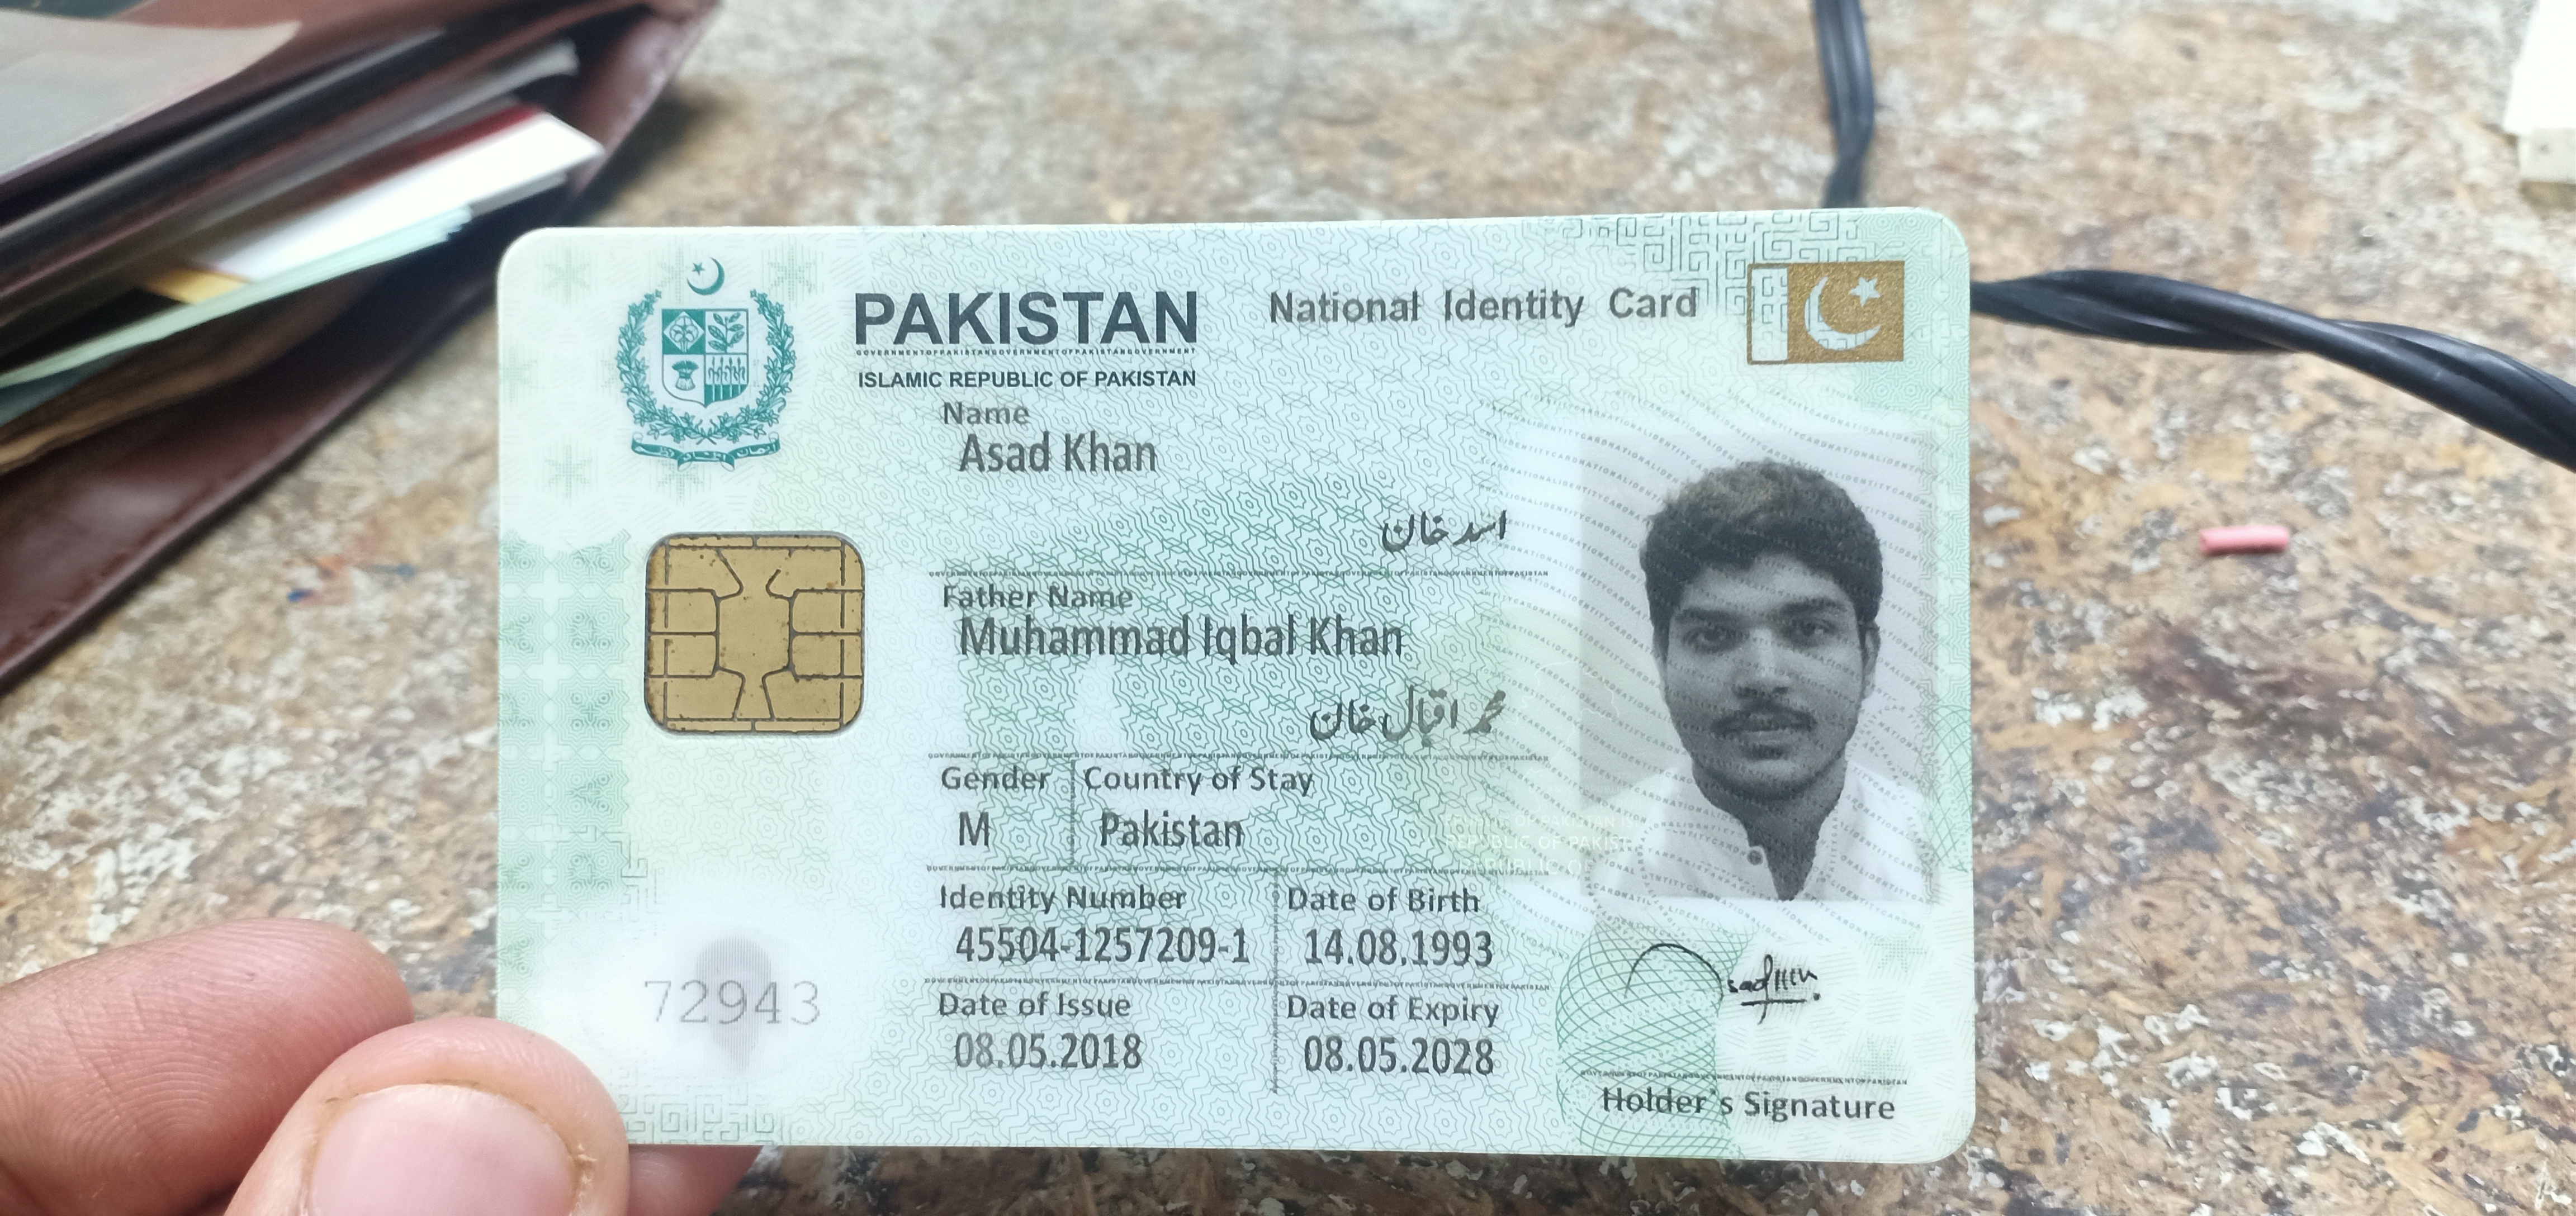 PAKISTAN
National Identity Card
ISLAMIC REPUBLIC OF PAKISTAN
Name
Asad Khan
اسد خان
Father Name
Muhammad Iqbal Khan
محمد اقبال خان
Gender
Country of Stay
M
Pakistan
Identity Number
Date of Birth
45504-1257209-1
14.08.1993
72943
Date of Issue
Date of Expiry
08.05.2018
08.05.2028
Holder's Signature